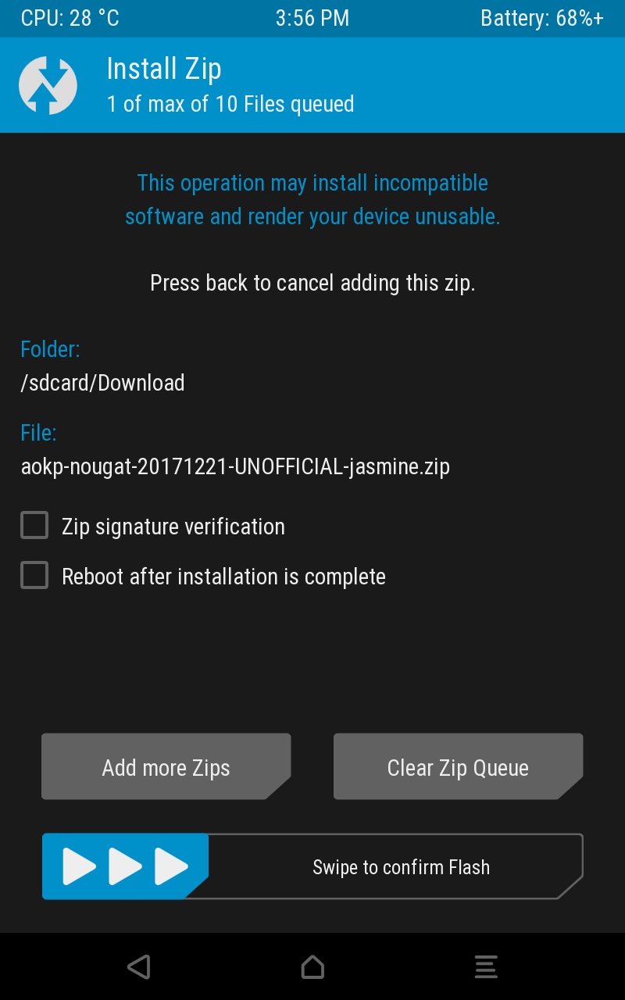 CPU: 28 °C 3:56 PM Battery: 68%+
Install Zip
1 of max of 10 Files queued
This operation may install incompatible
software and render your device unusable.
Press back to cancel adding this zip.
Folder:
/sdcard/Download
File:
aokp-nougat-20171221-UNOFFICIAL-jasmine.zip
Zip signature verification
Reboot after installation is complete
Add more Zips Clear Zip Queue
Swipe to confirm Flash